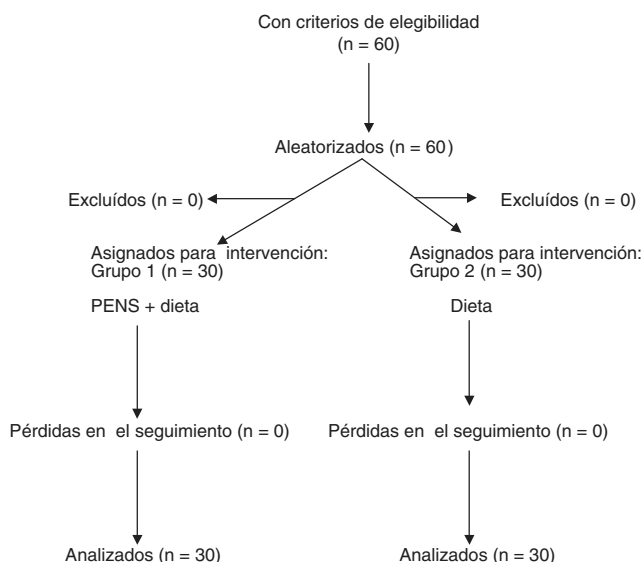 Con criterios de elegibilidad
(n = 60)
Aleatorizados (n = 60)
Excluídos (n = 0)
Excluídos (n = 0)
Asignados para intervención:
Grupo 1 (n = 30)
PENS + dieta
Asignados para intervención:
Grupo 2 (n = 30)
Dieta
Pérdidas en el seguimiento (n = 0)
Pérdidas en el seguimiento (n = 0)
Analizados (n = 30)
Analizados (n = 30)